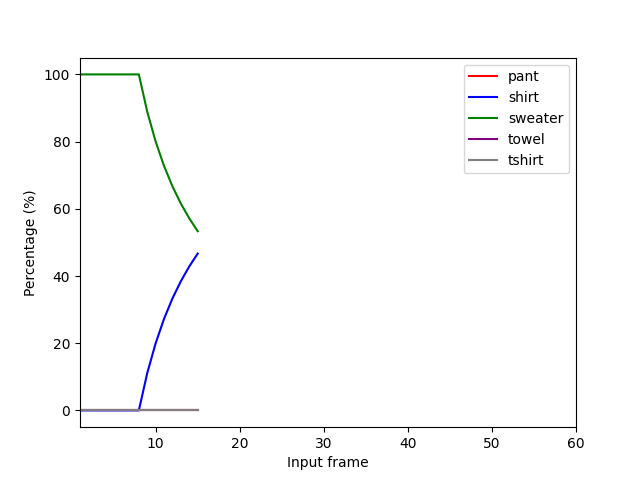 100
80
60
40
20
0
Percentage (%)
10 20 30 40 50 60
Input frame
pant
shirt
sweater
towel
tshirt